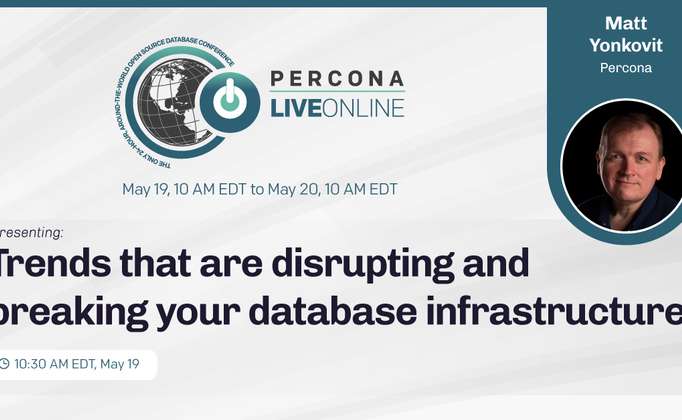 Matt
Yonkovit
Percona
THE ONLY 24-HOUR, AROUND-THE-WORLD OPEN SOURCE DATABASE CONFERENCE
PERCONA
LIVEONLINE
May 19, 10 AM EDT to May 20, 10 AM EDT
resenting:
Trends that are disrupting and
breaking your database infrastructure
10:30 AM EDT, May 19